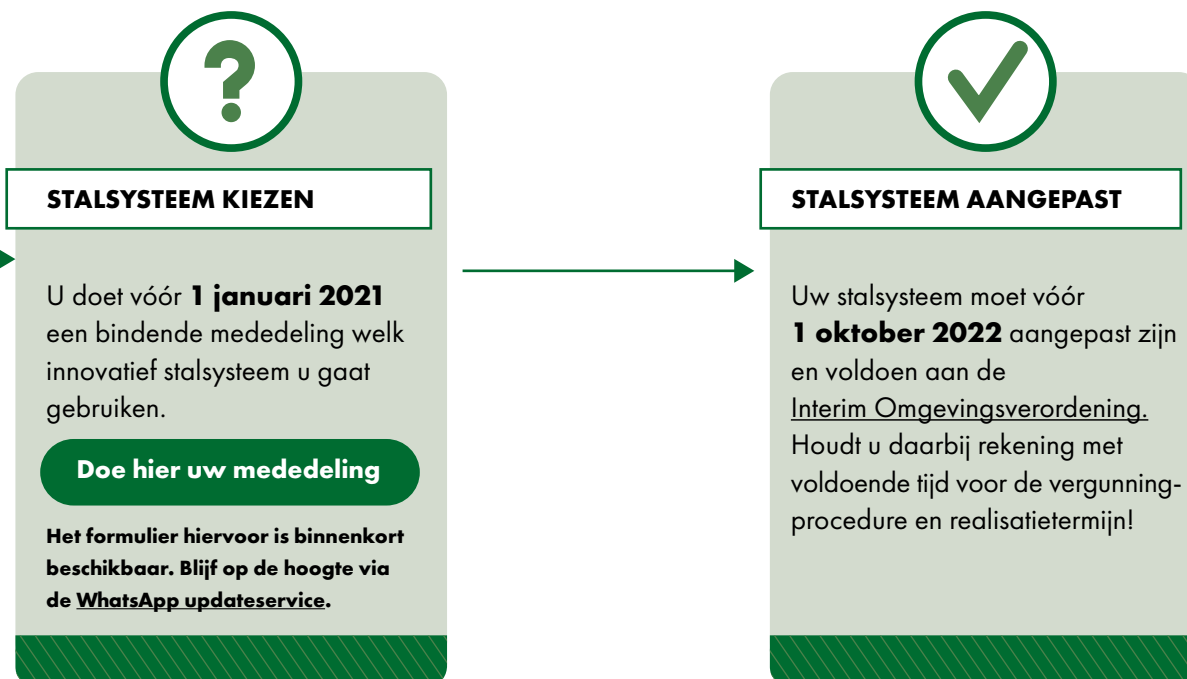 ?
STALSYSTEEM KIEZEN
U doet vóór 1 januari 2021
een bindende mededeling welk
innovatief stalsysteem u gaat
gebruiken.
Doe hier uw mededeling
Het formulier hiervoor is binnenkort
beschikbaar. Blijf op de hoogte via
de WhatsApp updateservice.
STALSYSTEEM AANGEPAST
Uw stalsysteem moet vóór
1 oktober 2022 aangepast zijn
en voldoen aan de
Interim Omgevingsverordening.
Houdt u daarbij rekening met
voldoende tijd voor de vergunning-
procedure en realisatietermijn!